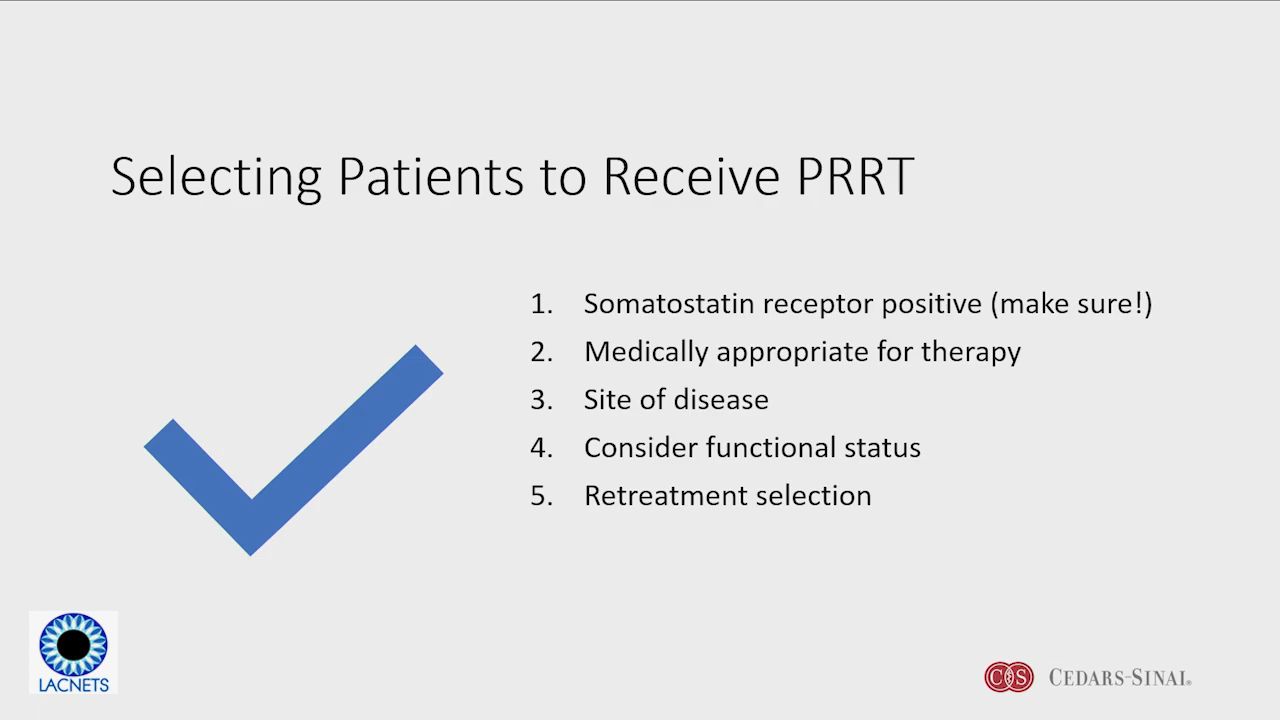 Selecting Patients to Receive PRRT
1. Somatostatin receptor positive (make sure!)
2. Medically appropriate for therapy
3. Site of disease
4. Consider functional status
5. Retreatment selection
LACNETS
CS CEDARS-SINAI®